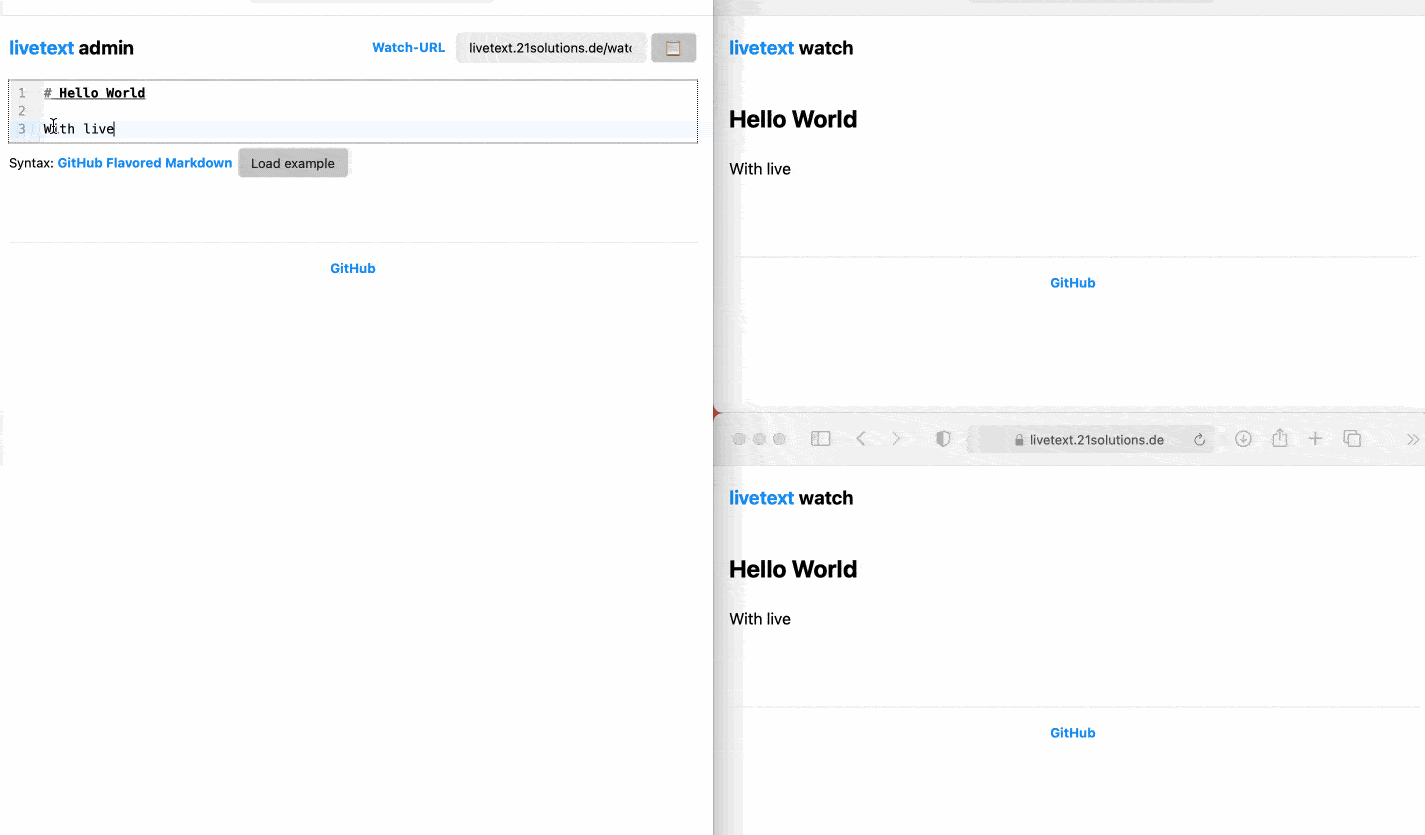 livetext admin
Watch-URL
livetext.21solutions.de/watc
1 # Hello World
2
3 With live
Syntax: GitHub Flavored Markdown
Load example
GitHub
livetext watch
Hello World
With live
GitHub
livetext.21solutions.de
livetext watch
Hello World
With live
GitHub